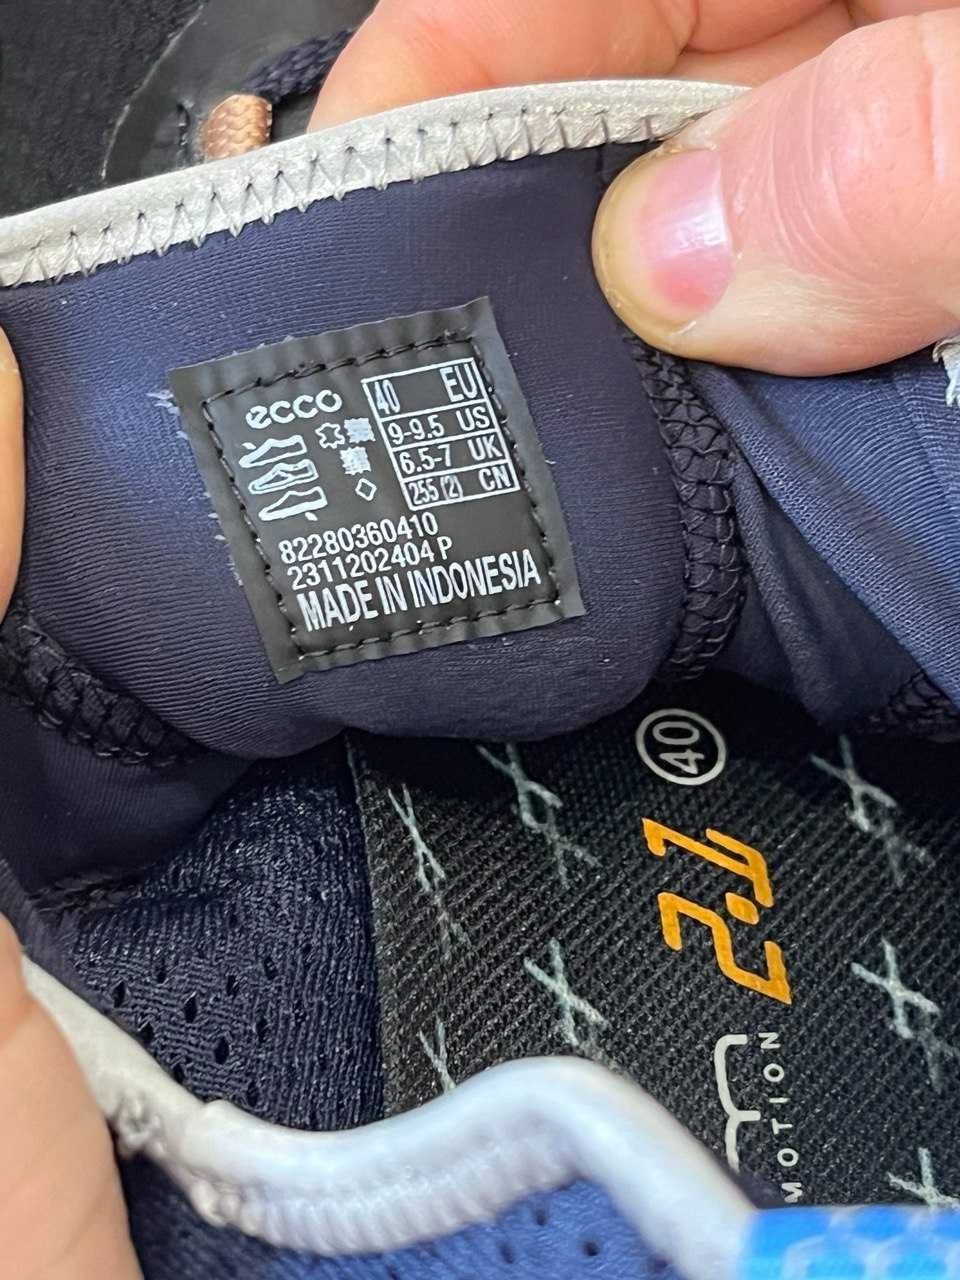 ecco
40 EU
9-9.5 US
6.5-7 UK
255 (2) CN
82280360410
2311202404 P
MADE IN INDONESIA
40
2.1
MOTION